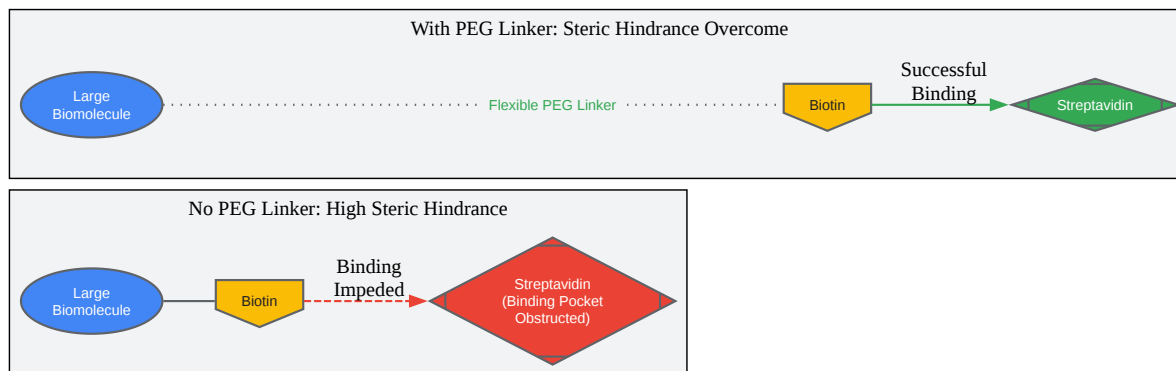 With PEG Linker: Steric Hindrance Overcome
Large
Biomolecule
Flexible PEG Linker
Biotin
Successful
Binding
Streptavidin
No PEG Linker: High Steric Hindrance
Large
Biomolecule
Biotin
Binding
Impeded
Streptavidin
(Binding Pocket
Obstructed)